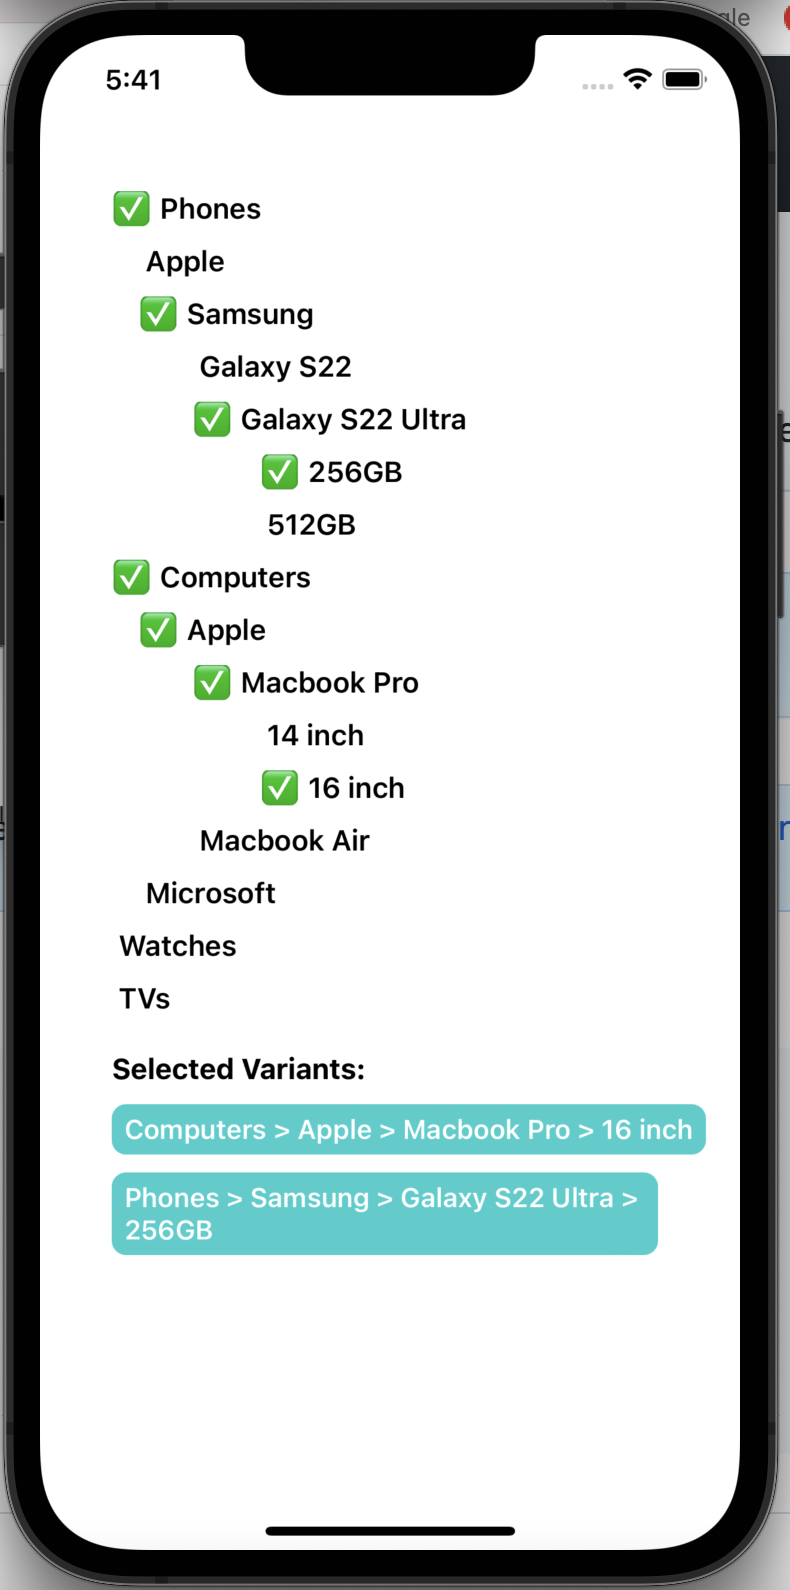 gle
5:41
✅ Phones
Apple
✅ Samsung
Galaxy S22
✅ Galaxy S22 Ultra
✅ 256GB
512GB
✅ Computers
✅ Apple
✅ Macbook Pro
14 inch
✅ 16 inch
Macbook Air
Microsoft
Watches
TVs
Selected Variants:
Computers > Apple > Macbook Pro > 16 inch
Phones > Samsung > Galaxy S22 Ultra >
256GB